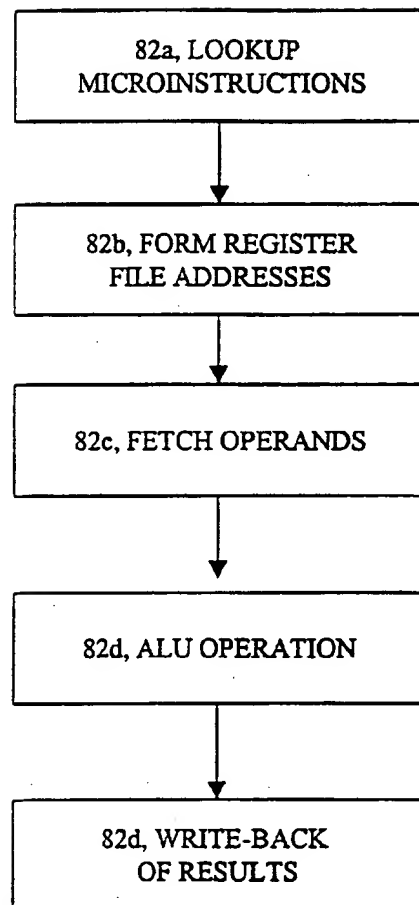 82a, LOOKUP
MICROINSTRUCTIONS
82b, FORM REGISTER
FILE ADDRESSES
82c, FETCH OPERANDS
82d, ALU OPERATION
82d, WRITE-BACK
OF RESULTS